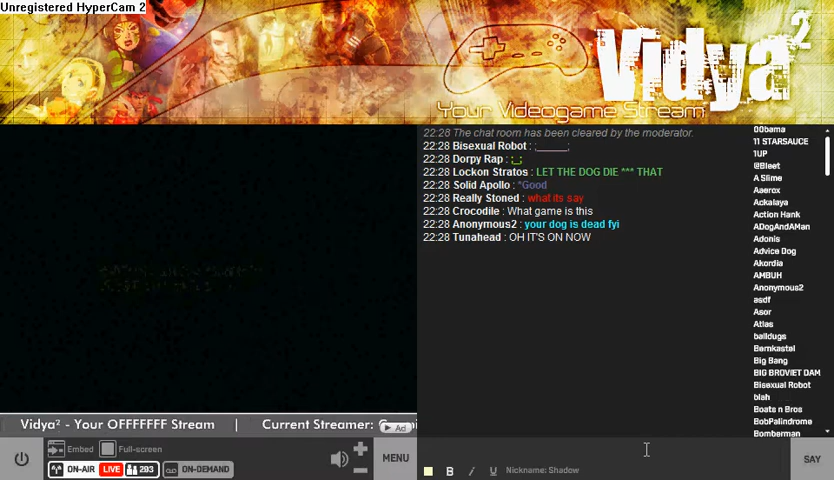 Unregistered HyperCam 2
Vidya²
Your Videogame Stream
22:28 The chat room has been cleared by the moderator.
22:28 Bisexual Robot : ;_____;
22:28 Dorpy Rap : ;_;
22:28 Lockon Stratos : LET THE DOG DIE *** THAT
22:28 Solid Apollo : *Good
22:28 Really Stoned : what its say
22:28 Crocodile : What game is this
22:28 Anonymous2 : your dog is dead fyi
22:28 Tunahead : OH IT'S ON NOW
00bama
11 STARSAUCE
1UP
@Bleet
A Slime
Aaerox
Ackalaya
Action Hank
ADogAndAMan
Adonis
Advice Dog
Akordia
AMBUH
Anonymous2
asdf
Asor
Atlas
balldugs
Bernkastel
Big Bang
BIG BROVIET DAM
Bisexual Robot
blah
Boats n Bros
BobPalindrome
Bomberman
Vidya² - Your OFFFFFFF Stream | Current Streamer:
Ad
Embed Full-screen
ON-AIR LIVE 293 ON-DEMAND
MENU
B I U Nickname: Shadow
SAY